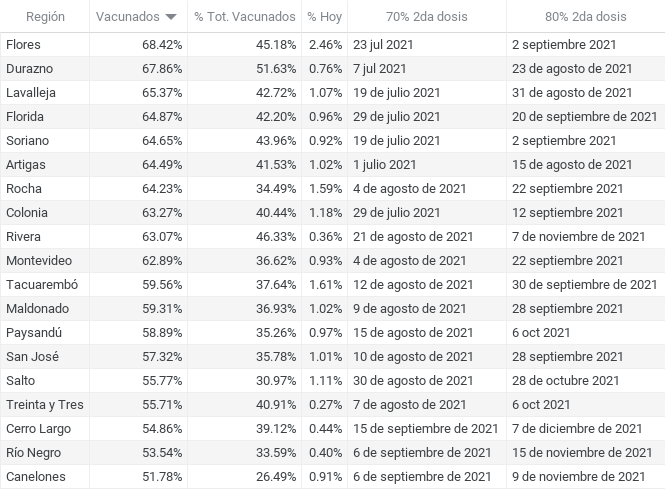 Región Vacunados % Tot. Vacunados % Hoy 70% 2da dosis 80% 2da dosis
Flores 68.42% 45.18% 2.46% 23 jul 2021 2 septiembre 2021
Durazno 67.86% 51.63% 0.76% 7 jul 2021 23 de agosto de 2021
Lavalleja 65.37% 42.72% 1.07% 19 de julio 2021 31 de agosto de 2021
Florida 64.87% 42.20% 0.96% 29 de julio 2021 20 de septiembre de 2021
Soriano 64.65% 43.96% 0.92% 19 de julio 2021 2 septiembre 2021
Artigas 64.49% 41.53% 1.02% 1 julio 2021 15 de agosto de 2021
Rocha 64.23% 34.49% 1.59% 4 de agosto de 2021 22 septiembre 2021
Colonia 63.27% 40.44% 1.18% 29 de julio 2021 12 septiembre 2021
Rivera 63.07% 46.33% 0.36% 21 de agosto de 2021 7 de noviembre de 2021
Montevideo 62.89% 36.62% 0.93% 4 de agosto de 2021 22 septiembre 2021
Tacuarembó 59.56% 37.64% 1.61% 12 de agosto de 2021 30 de septiembre de 2021
Maldonado 59.31% 36.93% 1.02% 9 de agosto de 2021 28 septiembre 2021
Paysandú 58.89% 35.26% 0.97% 15 de agosto de 2021 6 oct 2021
San José 57.32% 35.78% 1.01% 10 de agosto de 2021 28 septiembre 2021
Salto 55.77% 30.97% 1.11% 30 de agosto de 2021 28 de octubre 2021
Treinta y Tres 55.71% 40.91% 0.27% 7 de agosto de 2021 6 oct 2021
Cerro Largo 54.86% 39.12% 0.44% 15 de septiembre de 2021 7 de diciembre de 2021
Río Negro 53.54% 33.59% 0.40% 6 de septiembre de 2021 15 de noviembre de 2021
Canelones 51.78% 26.49% 0.91% 6 de septiembre de 2021 9 de noviembre de 2021